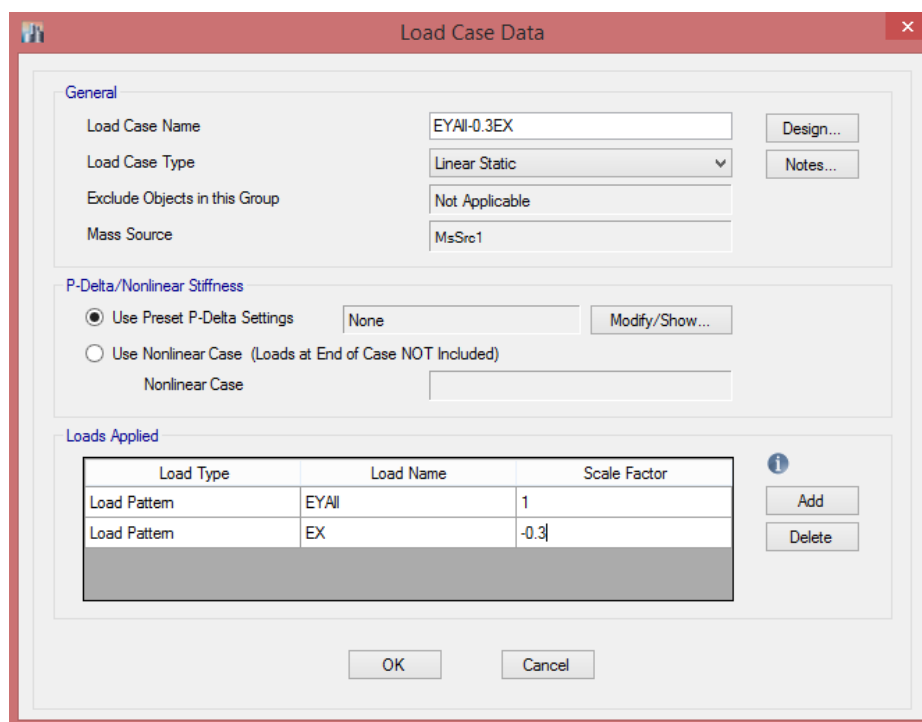 Load Case Data
General
Load Case Name EYAll-0.3EX Design...
Load Case Type Linear Static Notes...
Exclude Objects in this Group Not Applicable
Mass Source MsSrc1
P-Delta/Nonlinear Stiffness
Use Preset P-Delta Settings None Modify/Show...
Use Nonlinear Case (Loads at End of Case NOT Included)
Nonlinear Case
Loads Applied
Load Type Load Name Scale Factor
Load Pattern EYAll 1 Add
Load Pattern EX -0.3 Delete
OK Cancel